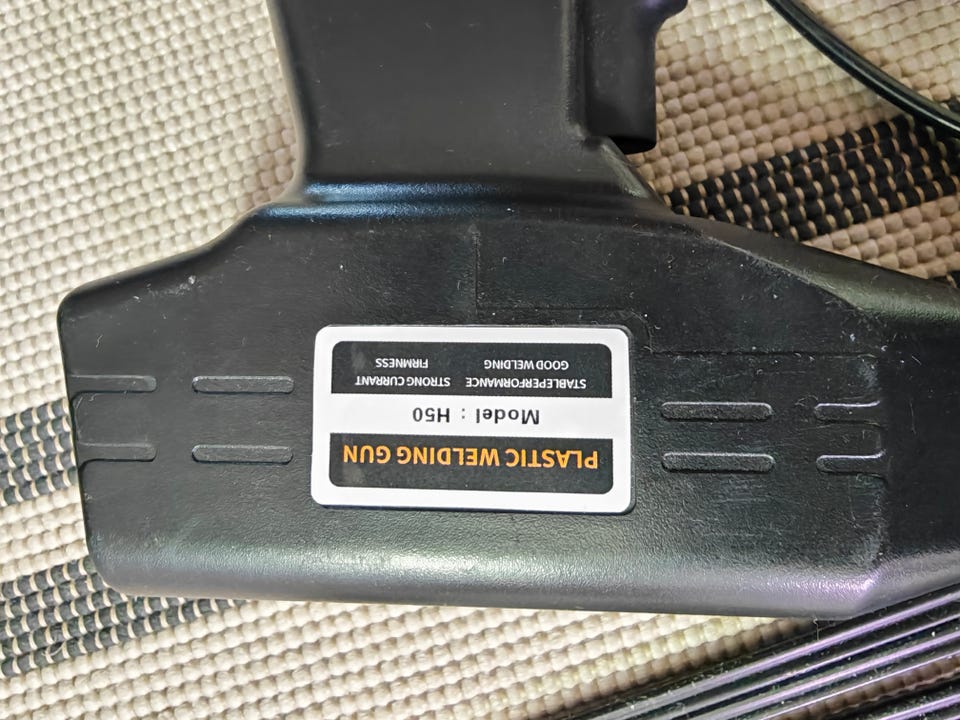 PLASTIC WELDING GUN
Model : H50
STABLEPERFORMANCE STRONG CURRANT
GOOD WELDING FIRMNESS